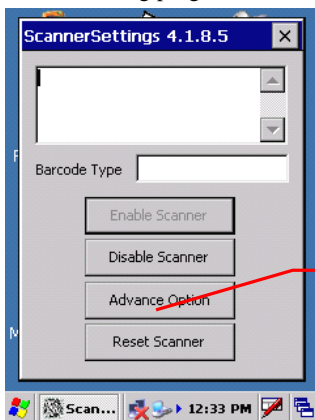 ScannerSettings 4.1.8.5
Barcode Type
Enable Scanner
Disable Scanner
Advance Option
Reset Scanner
Scan...
12:33 PM